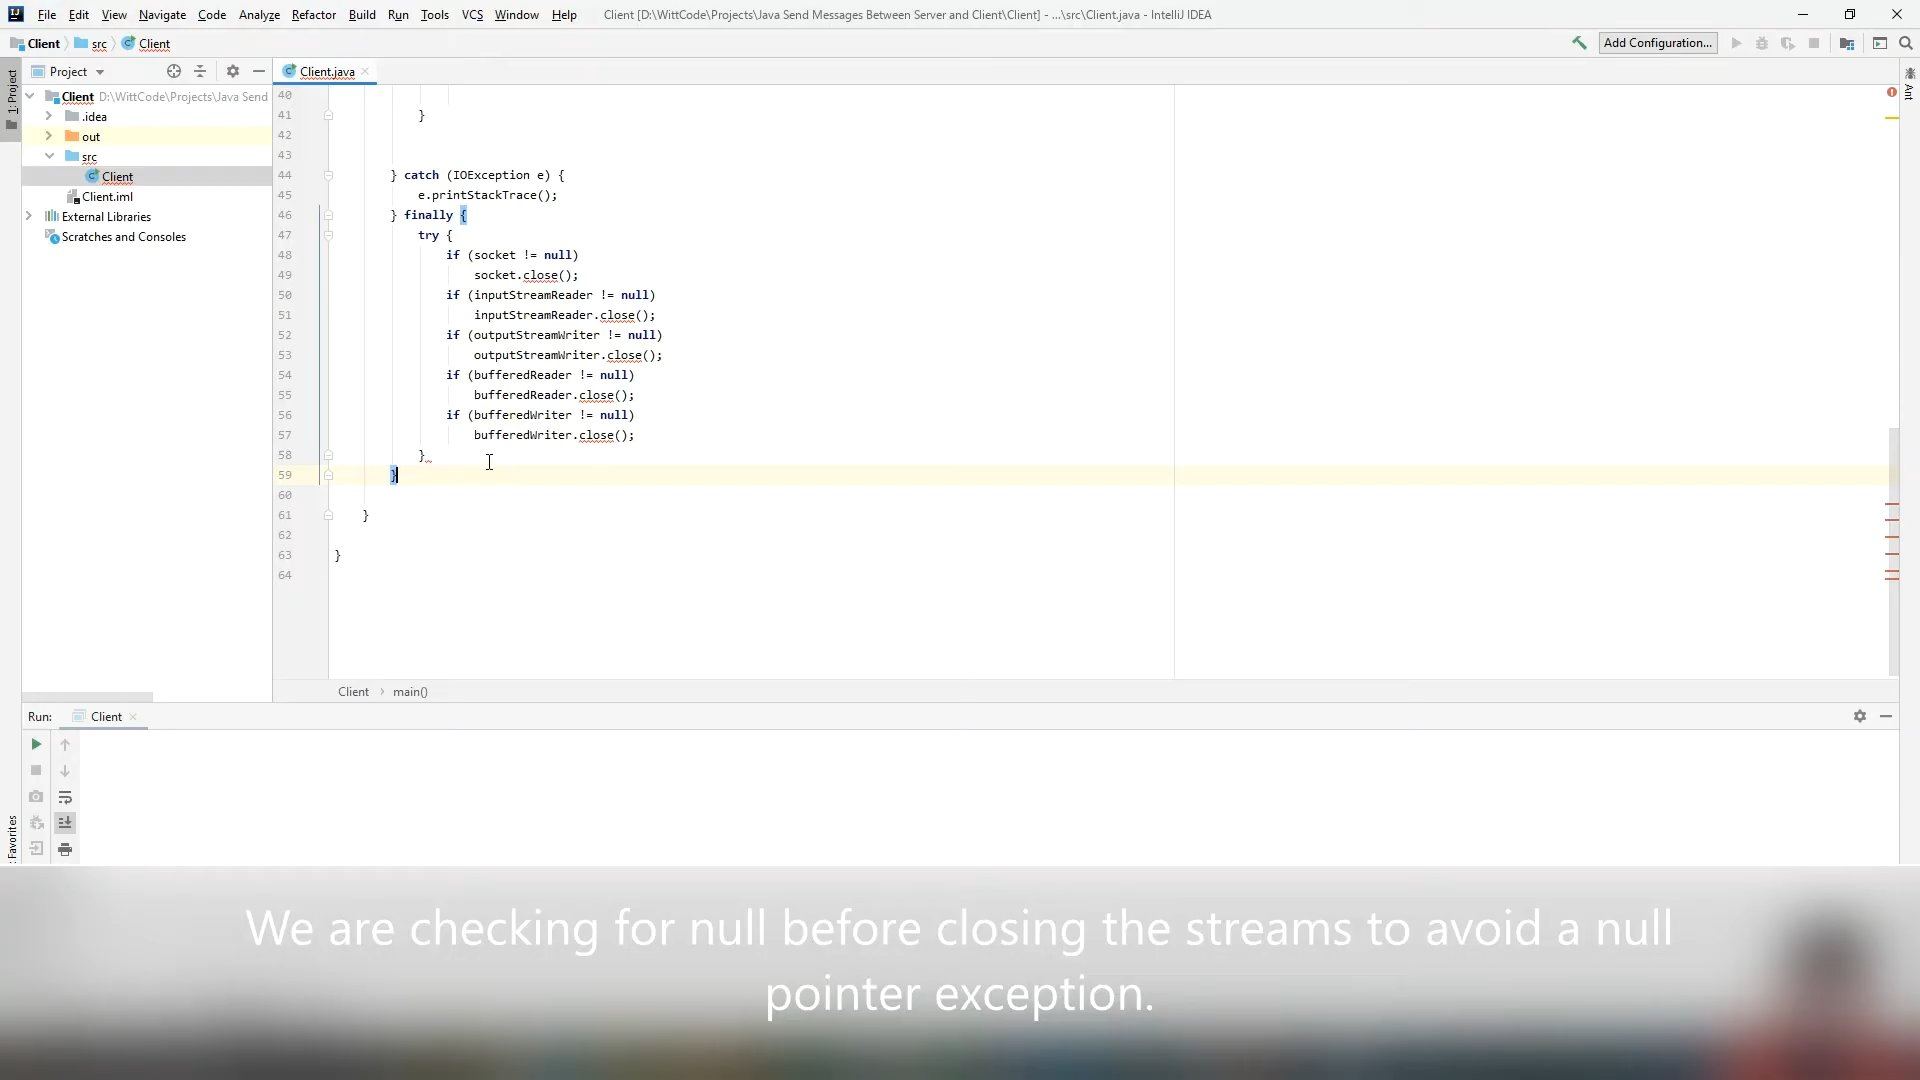 File Edit View Navigate Code Analyze Refactor Build Run Tools VCS Window Help Client [D:\WittCode\Projects\Java Send Messages Between Server and Client\Client] - ...\src\Client.java - IntelliJ IDEA
Client src Client Add Configuration...
1: Project
Project
Client.java
Ant
Client D:\WittCode\Projects\Java Send
.idea
out
src
Client
Client.iml
External Libraries
Scratches and Consoles
40
41 }
42
43
44 } catch (IOException e) {
45 e.printStackTrace();
46 } finally {
47 try {
48 if (socket != null)
49 socket.close();
50 if (inputStreamReader != null)
51 inputStreamReader.close();
52 if (outputStreamWriter != null)
53 outputStreamWriter.close();
54 if (bufferedReader != null)
55 bufferedReader.close();
56 if (bufferedWriter != null)
57 bufferedWriter.close();
58 }
59 }
60
61 }
62
63 }
64
Client main()
Run: Client
Favorites
We are checking for null before closing the streams to avoid a null
pointer exception.